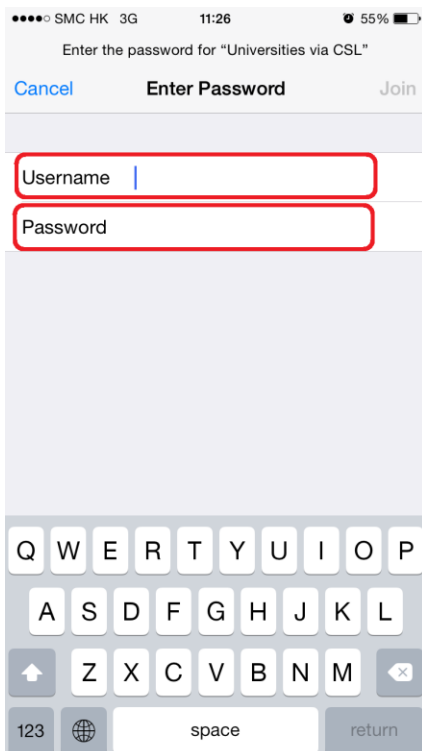 SMC HK 3G 11:26 55%
Enter the password for “Universities via CSL”
Cancel Enter Password Join
Username
Password
Q W E R T Y U I O P
A S D F G H J K L
Z X C V B N M
123 space return